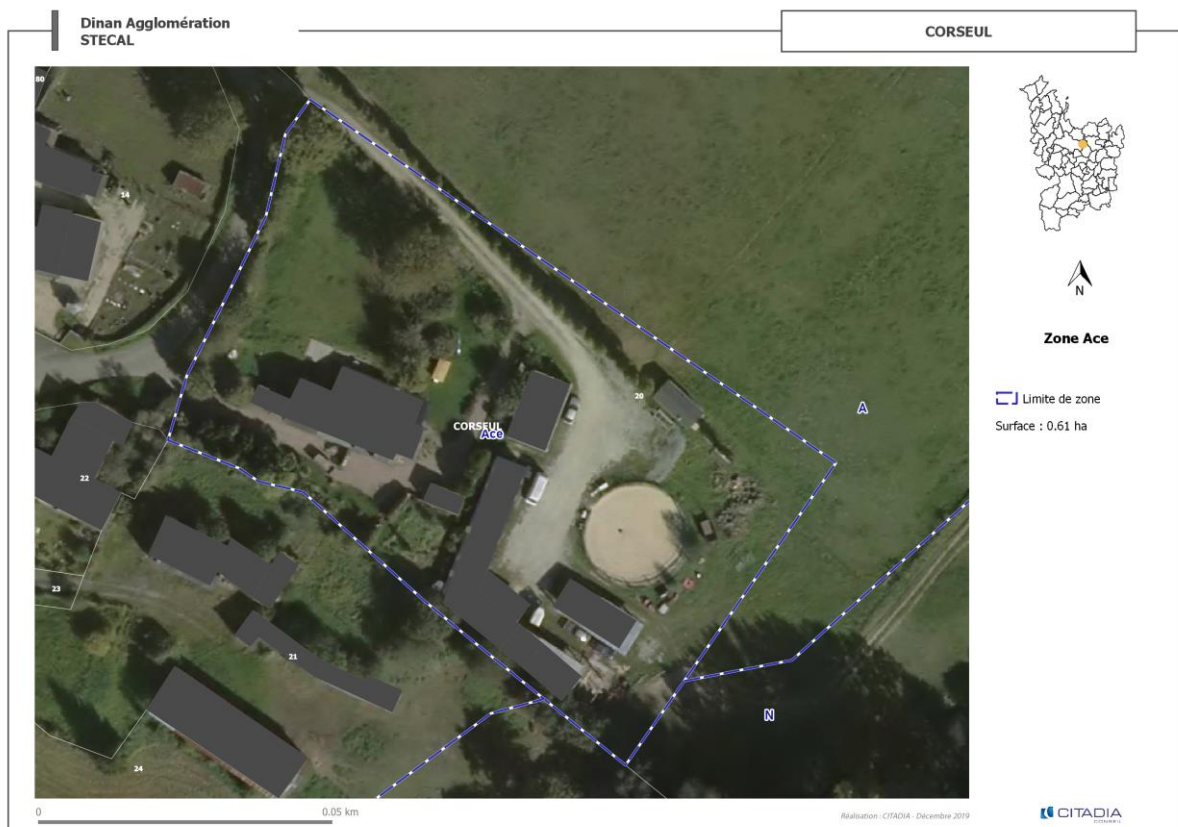 Dinan Agglomération
STECAL
CORSEUL
80
14
20
A
CORSEUL
Ace
22
23
21
N
24
N
Zone Ace
Limite de zone
Surface : 0.61 ha
0
0.05 km
Réalisation : CITADIA - Décembre 2019
CITADIA
CONSEIL